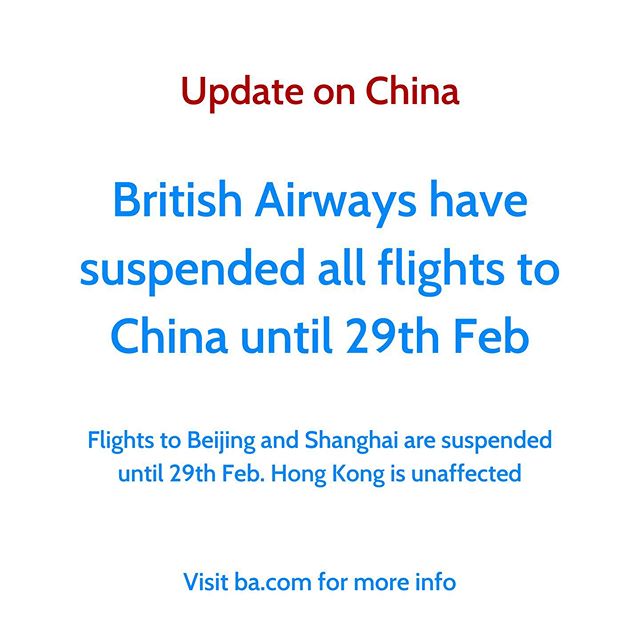 Update on China
British Airways have
suspended all flights to
China until 29th Feb
Flights to Beijing and Shanghai are suspended
until 29th Feb. Hong Kong is unaffected
Visit ba.com for more info